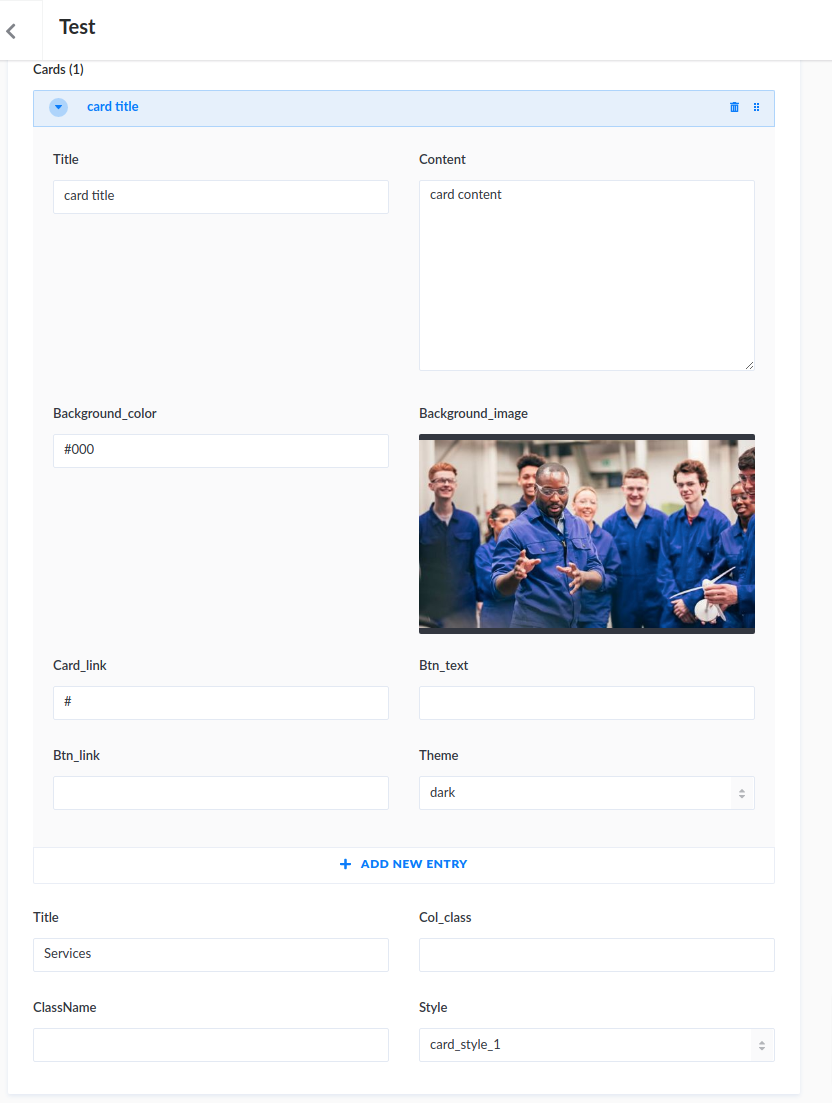 Test
Cards (1)
card title
Title
Content
card title
card content
Background_color
Background_image
#000
Card_link
Btn_text
#
Btn_link
Theme
dark
ADD NEW ENTRY
Title
Col_class
Services
ClassName
Style
card_style_1